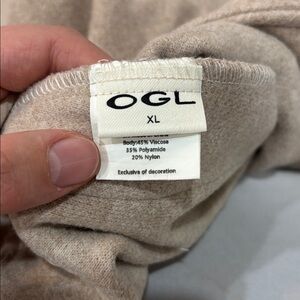 OGL
XL
Body:45% Viscose
35% Polyamide
20% Nylon
Exclusive of decoration